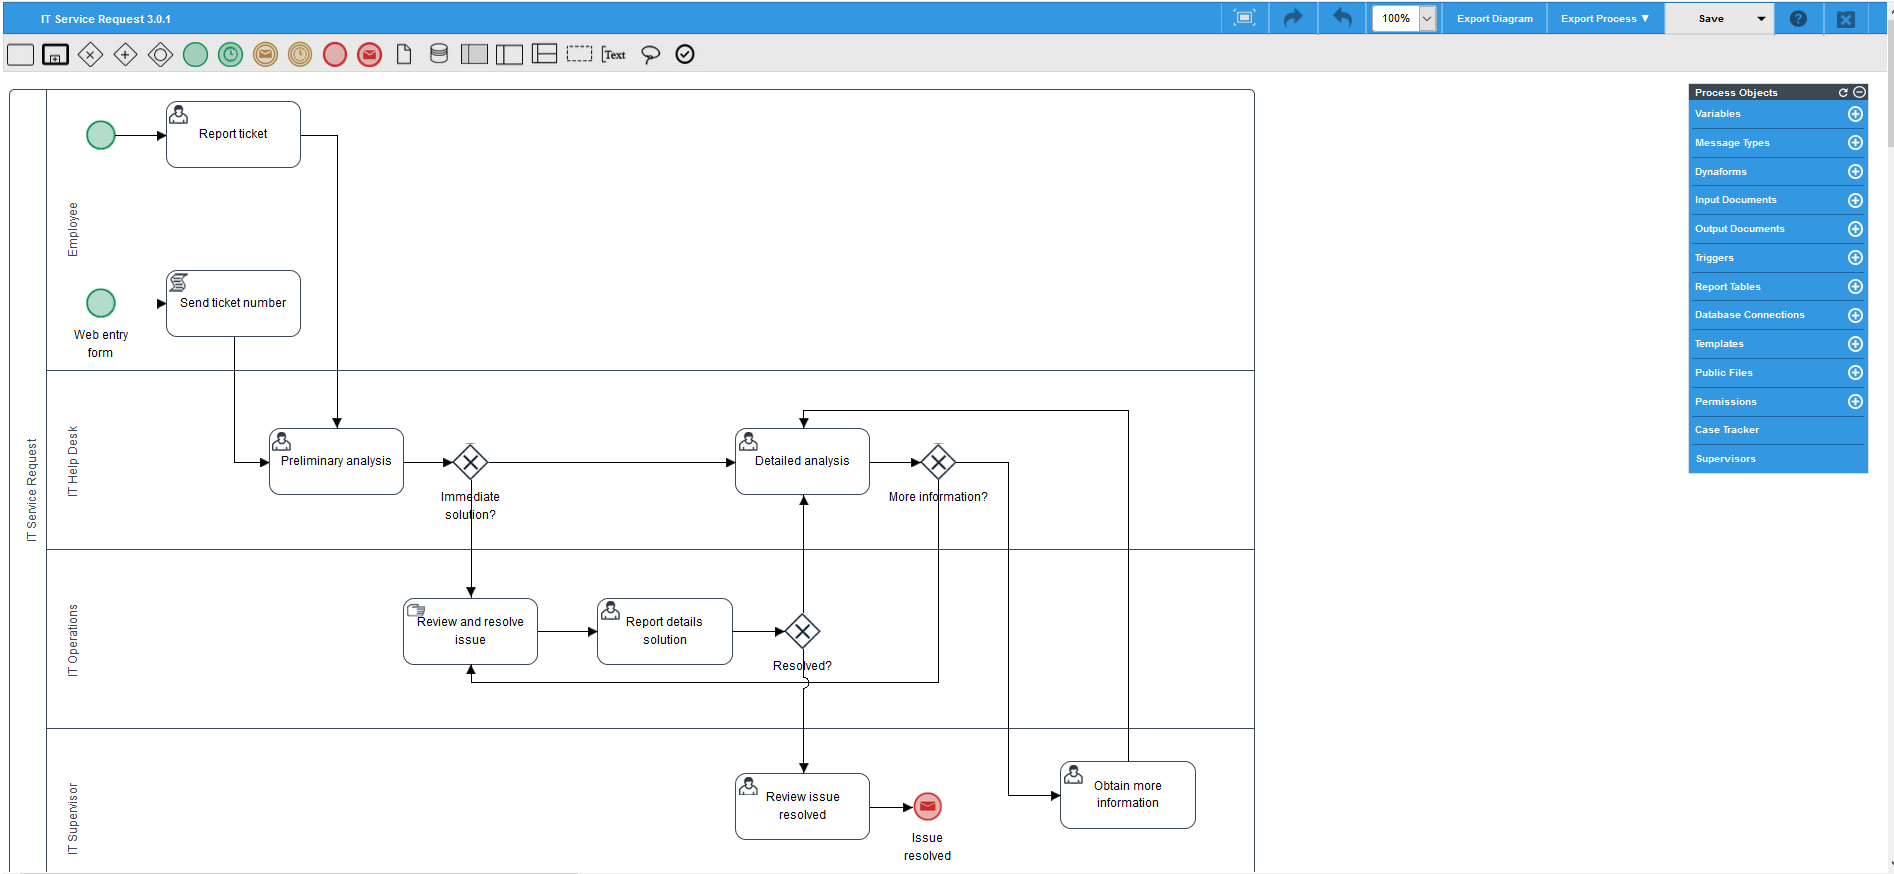 IT Service Request 3.0.1
100%
Export Diagram
Export Process ▼
Save
Text
Process Objects
Variables
Message Types
Dynaforms
Input Documents
Output Documents
Triggers
Report Tables
Database Connections
Templates
Public Files
Permissions
Case Tracker
Supervisors
IT Service Request
Employee
Report ticket
Send ticket number
Web entry
form
IT Help Desk
Preliminary analysis
Immediate
solution?
Detailed analysis
More information?
IT Operations
Review and resolve
issue
Report details
solution
Resolved?
IT Supervisor
Review issue
resolved
Issue
resolved
Obtain more
information